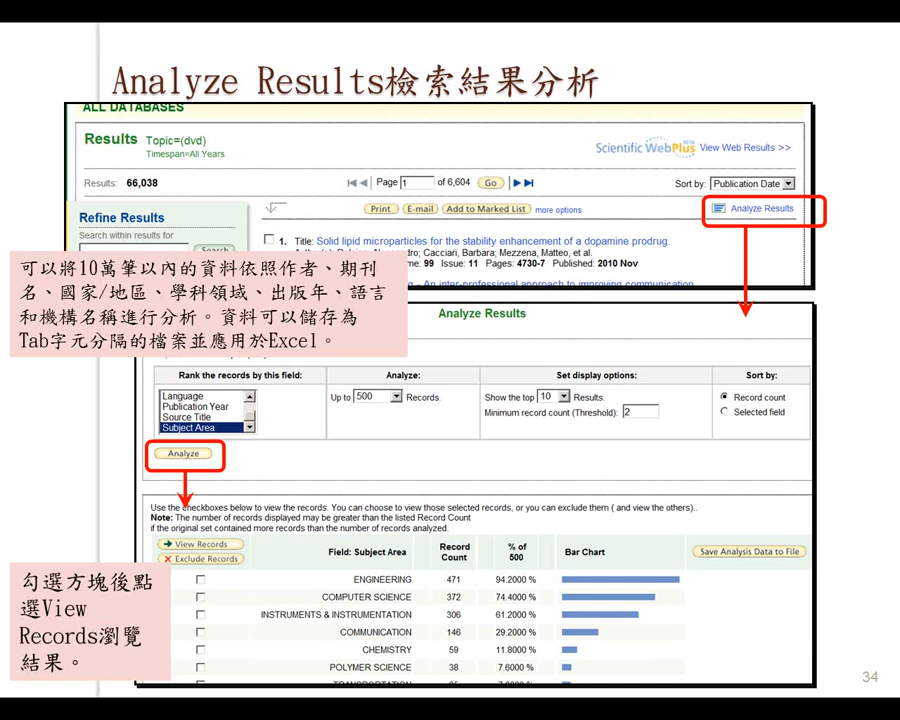 Analyze Results檢索結果分析
ALL DATABASES
Results Topic=(dvd)
Timespan=All Years.
Scientific WebPlus BETA View Web Results >>
Results: 66,038
Page 1 of 6,604 Go
Sort by: Publication Date
Refine Results
Search within results for
Search
Print E-mail Add to Marked List more options
Analyze Results
1. Title: Solid lipid microparticles for the stability enhancement of a dopamine prodrug.
Cacciari, Barbara, Mezzena, Matteo, et al.
99 Issue: 11 Pages: 4730-7 Published: 2010 Nov
- An inter-professional approach to improving communication
可以將10萬筆以內的資料依照作者、期刊
名、國家/地區、學科領域、出版年、語言
和機構名稱進行分析。資料可以儲存為
Tab字元分隔的檔案並應用於Excel。
Analyze Results
Rank the records by this field: Analyze: Set display options: Sort by:
Language
Publication Year
Source Title
Subject Area
Up to 500 Records.
Show the top 10 Results.
Minimum record count (Threshold): 2
Record count
Selected field
Analyze
Use the checkboxes below to view the records. You can choose to view those selected records, or you can exclude them ( and view the others)..
Note: The number of records displayed may be greater than the listed Record Count
if the original set contained more records than the number of records analyzed.
View Records
Exclude Records
Field: Subject Area
Record Count
% of 500
Bar Chart
Save Analysis Data to File
ENGINEERING 471 94.2000 %
COMPUTER SCIENCE 372 74.4000 %
INSTRUMENTS & INSTRUMENTATION 306 61.2000 %
COMMUNICATION 146 29.2000 %
CHEMISTRY 59 11.8000 %
POLYMER SCIENCE 38 7.6000 %
TRANSPORTATION
勾選方塊後點
選View
Records瀏覽
結果。
34